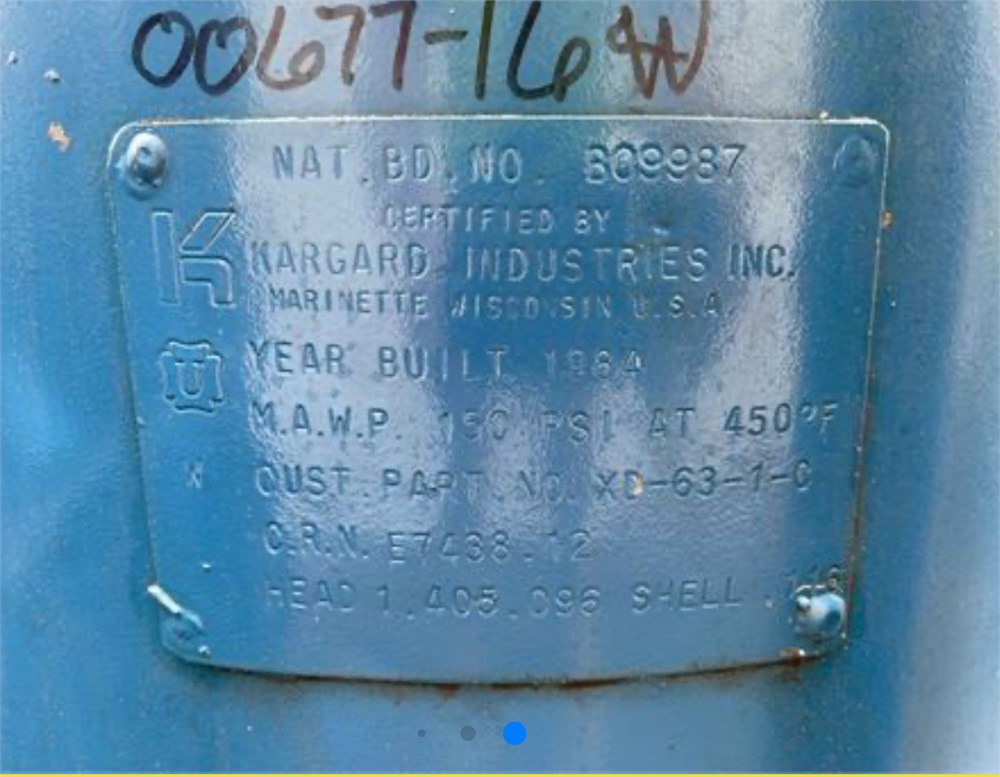 00677-16W
NAT. BD. NO. 309987
CERTIFIED BY
KARGARD INDUSTRIES INC.
MARINETTE WISCONSIN U.S.A.
U
YEAR BUILT 1984
M.A.W.P. 150 PSI AT 450°F
W
CUST. PART. NO. XD-63-1-C
C.R.N. E7438.12
HEAD 1.405.096 SHELL